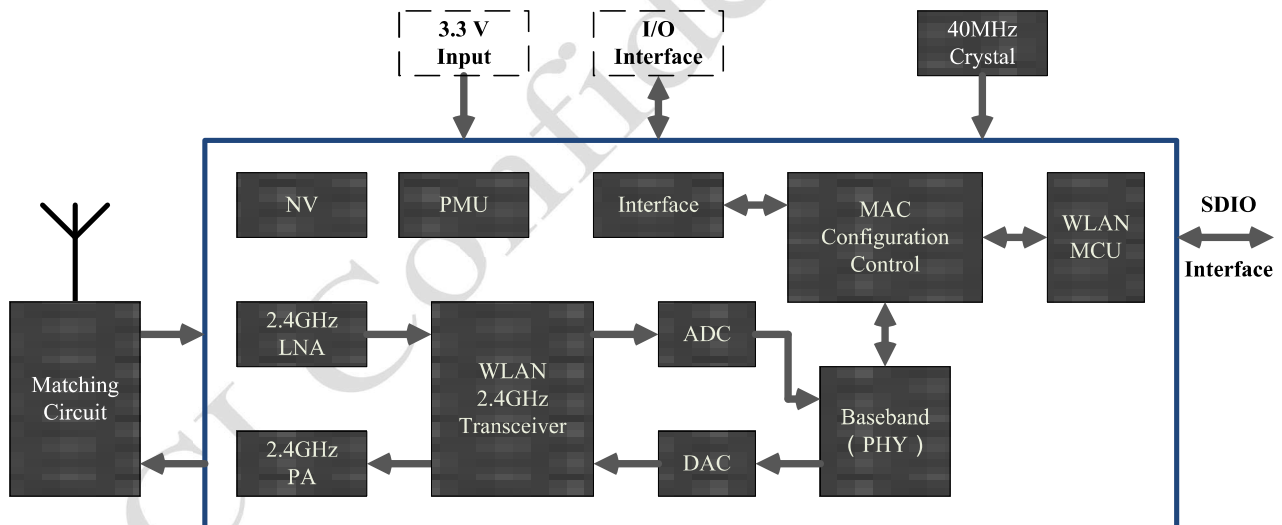 3.3 V
Input
I/O
Interface
40MHz
Crystal
NV
PMU
Interface
MAC
Configuration
Control
WLAN
MCU
SDIO
Interface
2.4GHz
LNA
WLAN
2.4GHz
Transceiver
ADC
Matching
Circuit
Baseband
( PHY )
2.4GHz
PA
DAC